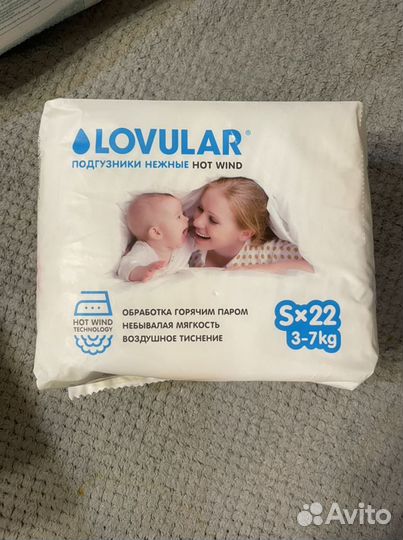 LOVULAR®
ПОДГУЗНИКИ НЕЖНЫЕ HOT WIND
HOT WIND
TECHNOLOGY
ОБРАБОТКА ГОРЯЧИМ ПАРОМ
НЕБЫВАЛАЯ МЯГКОСТЬ
ВОЗДУШНОЕ ТИСНЕНИЕ
S×22
3-7kg
Avito